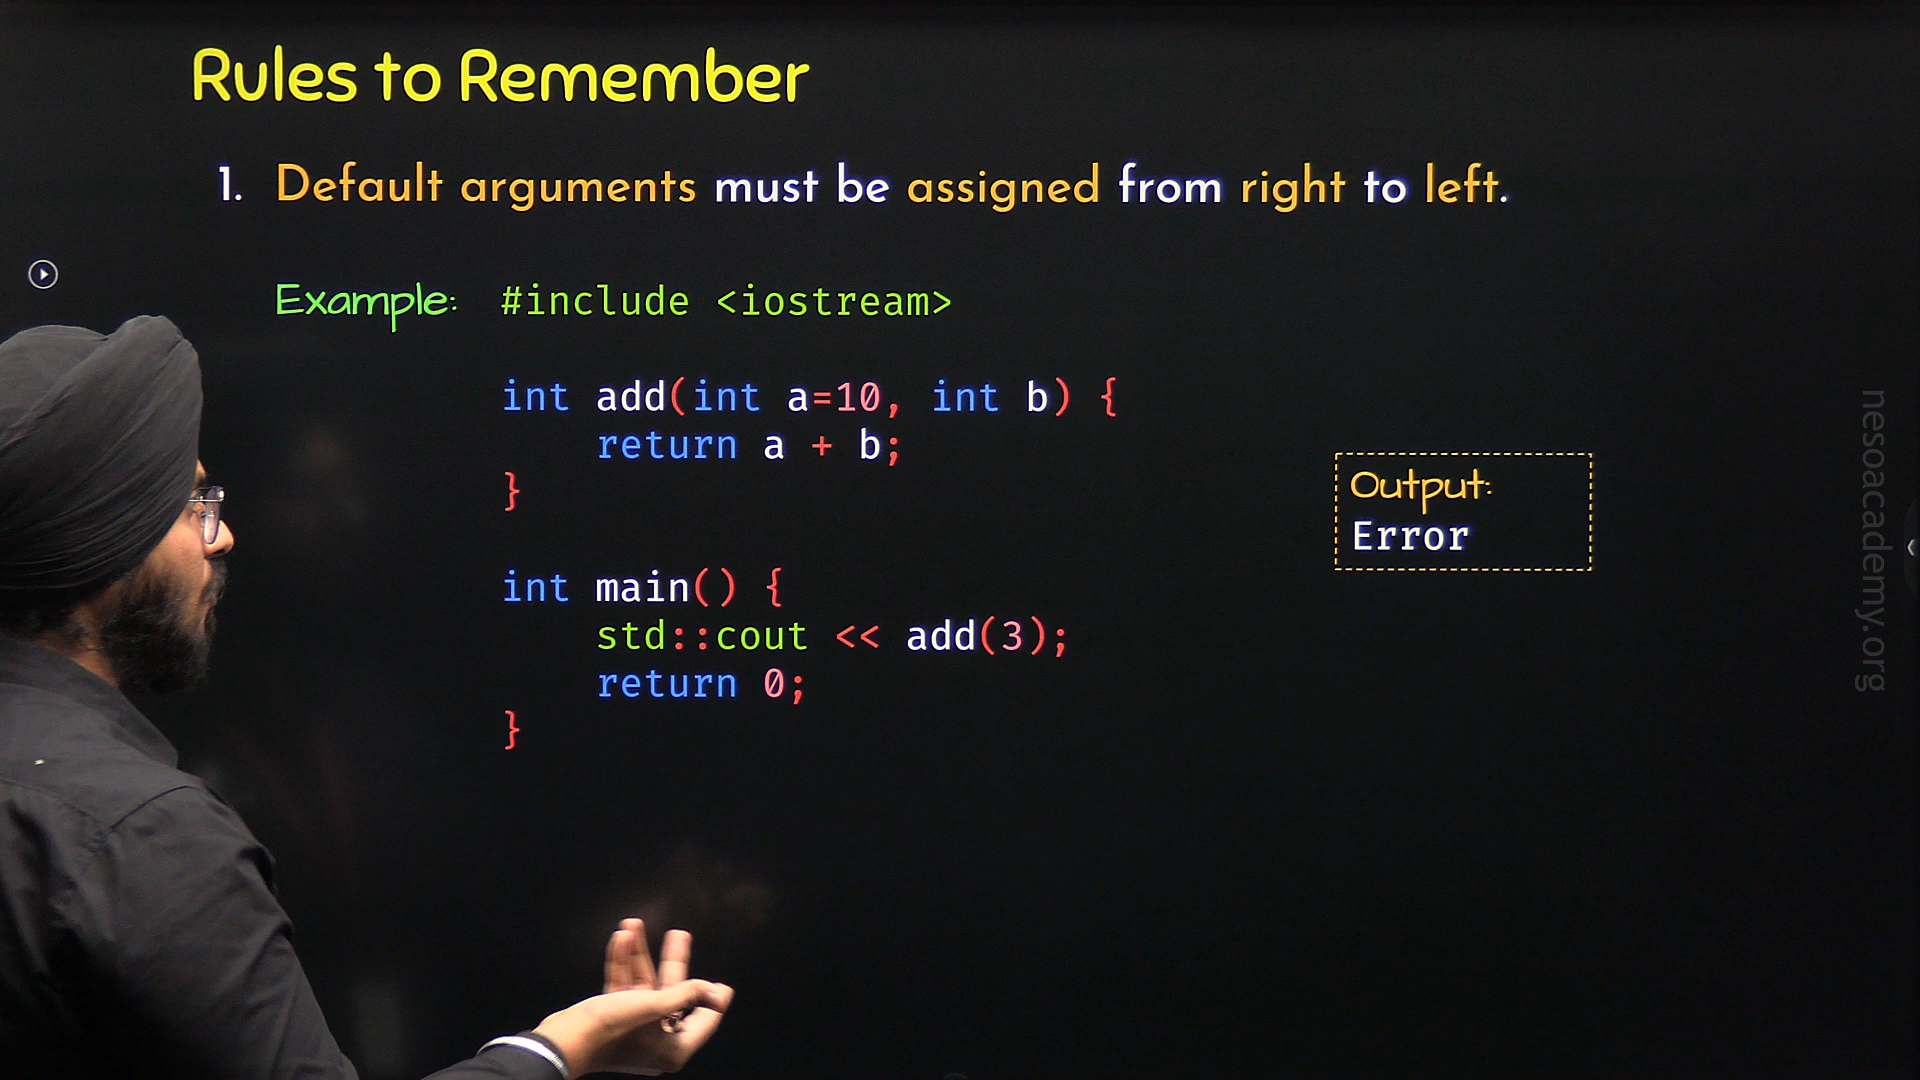 Rules to Remember
1. Default arguments must be assigned from right to left.
Example: #include <iostream>
int add(int a=10, int b) {
return a + b;
}
Output:
Error
int main() {
std::cout << add(3);
return 0;
}
nesoacademy.org